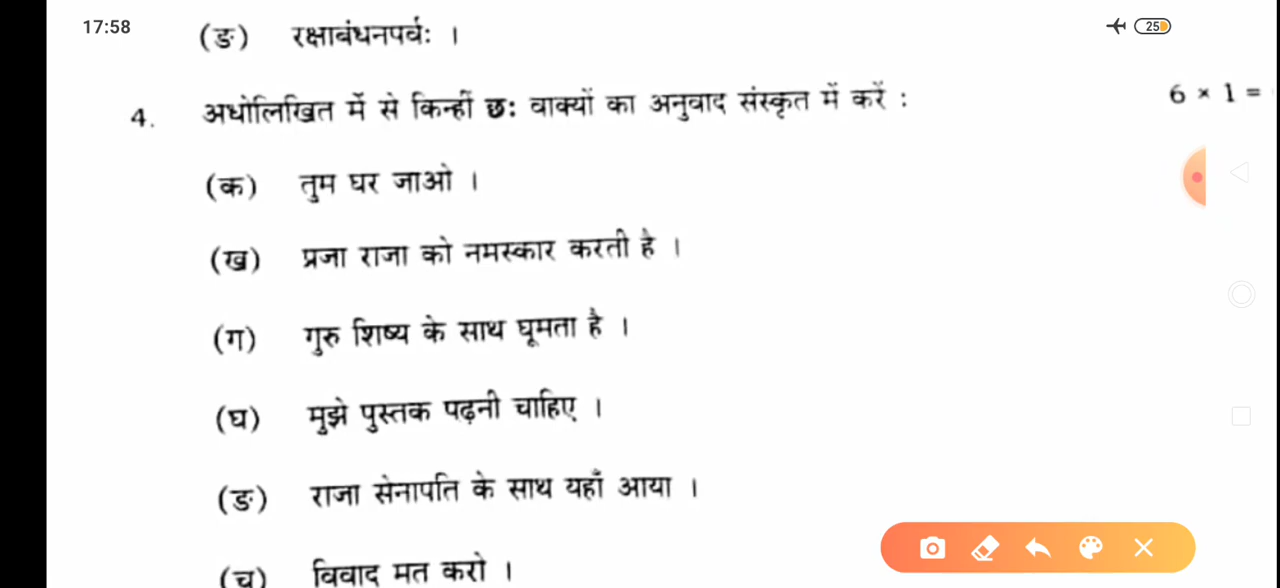 17:58
25
(ङ) रक्षाबंधनपर्वः ।
4. अधोलिखित में से किन्हीं छः वाक्यों का अनुवाद संस्कृत में करें : 6 × 1 =
(क) तुम घर जाओ ।
(ख) प्रजा राजा को नमस्कार करती है ।
(ग) गुरु शिष्य के साथ घूमता है ।
(घ) मुझे पुस्तक पढ़नी चाहिए ।
(ङ) राजा सेनापति के साथ यहाँ आया ।
(च) विवाद मत करो ।